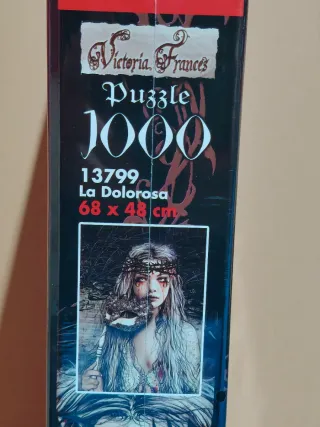 Victoria Francés
Puzzle
1000
13799
La Dolorosa
68 x 48 cm